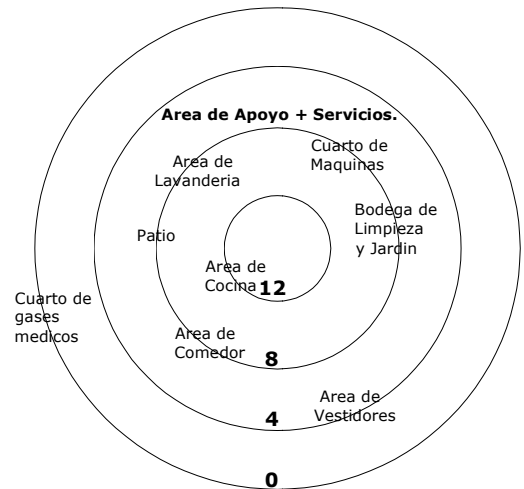 Area de Apoyo + Servicios.
Cuarto de
Maquinas
Area de
Lavanderia
Bodega de
Limpieza
y Jardin
Patio
Area de
Cocina
12
Cuarto de
gases
medicos
Area de
Comedor
8
Area de
Vestidores
4
0